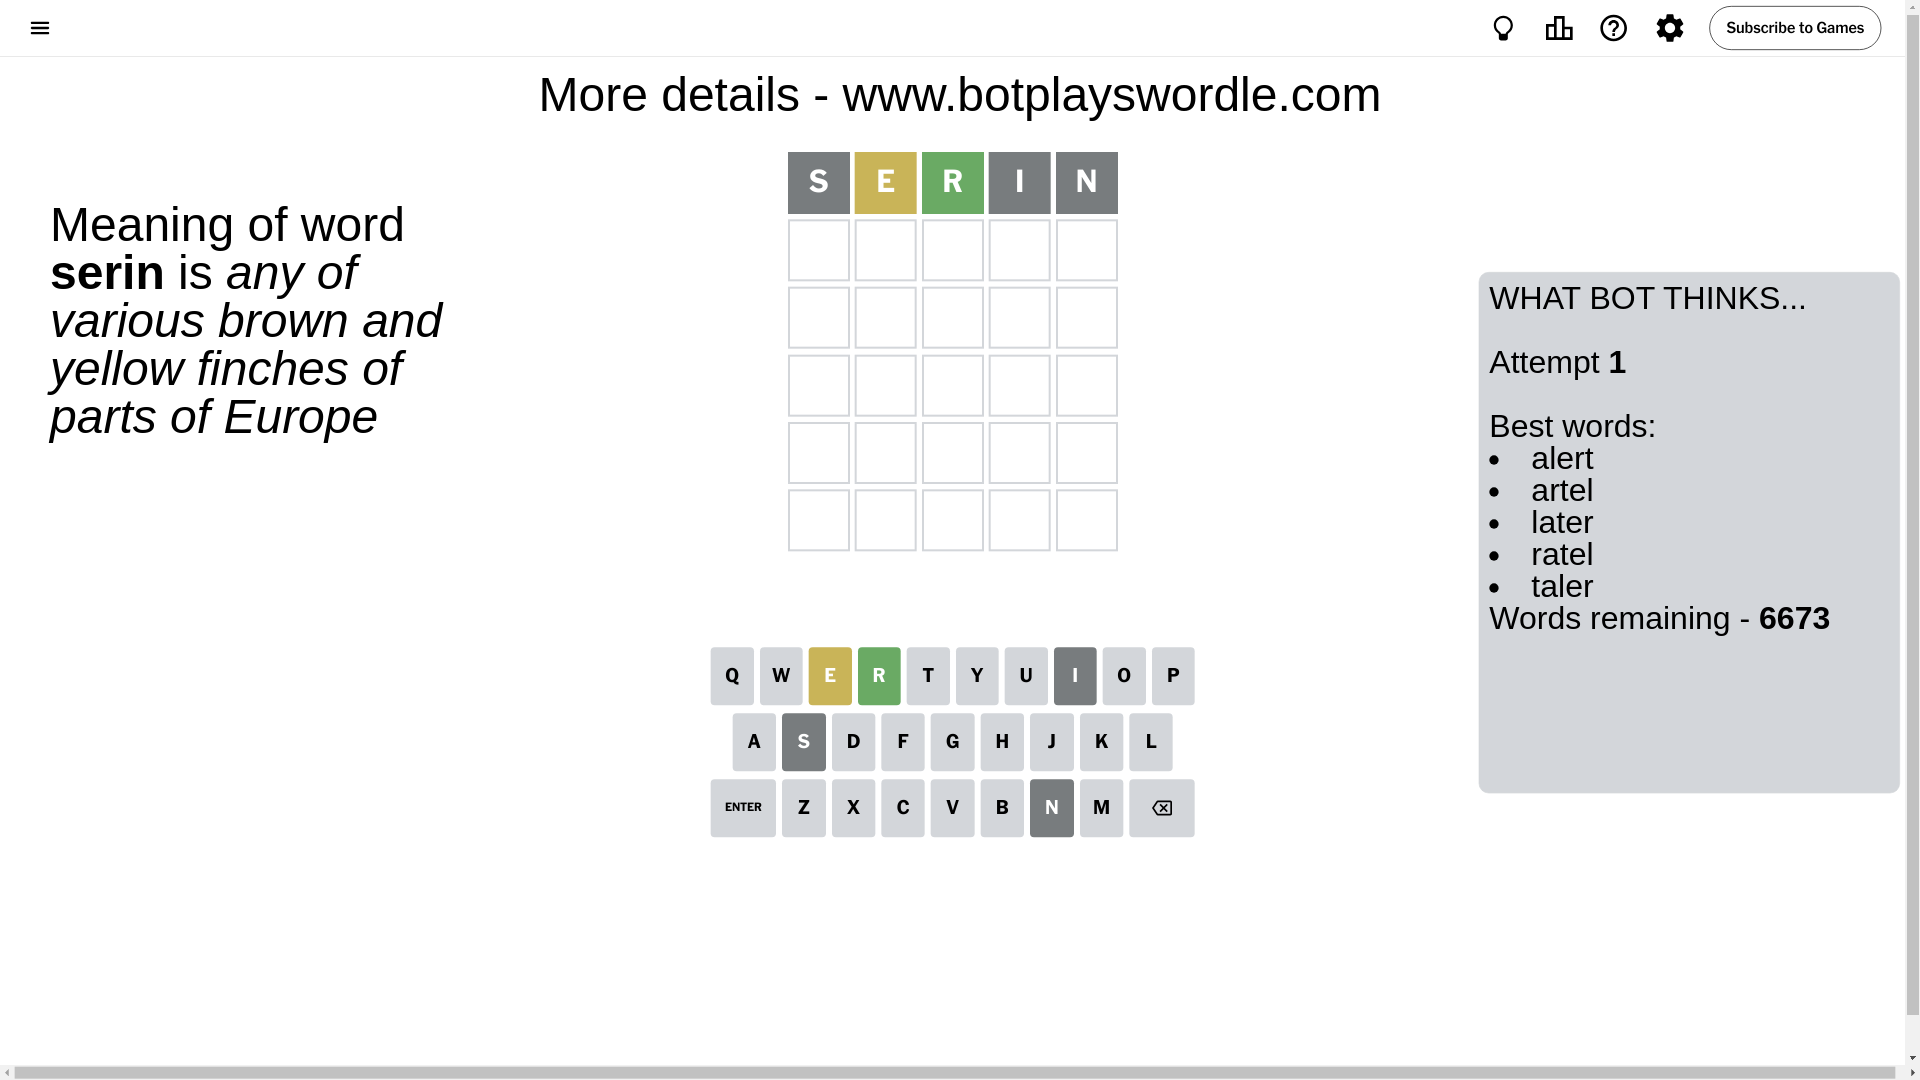 Subscribe to Games
More details - www.botplayswordle.com
Meaning of word
serin is any of
various brown and
yellow finches of
parts of Europe
S E R I N
WHAT BOT THINKS...
Attempt 1
Best words:
• alert
• artel
• later
• ratel
• taler
Words remaining - 6673
Q W E R T Y U I O P
A S D F G H J K L
ENTER Z X C V B N M